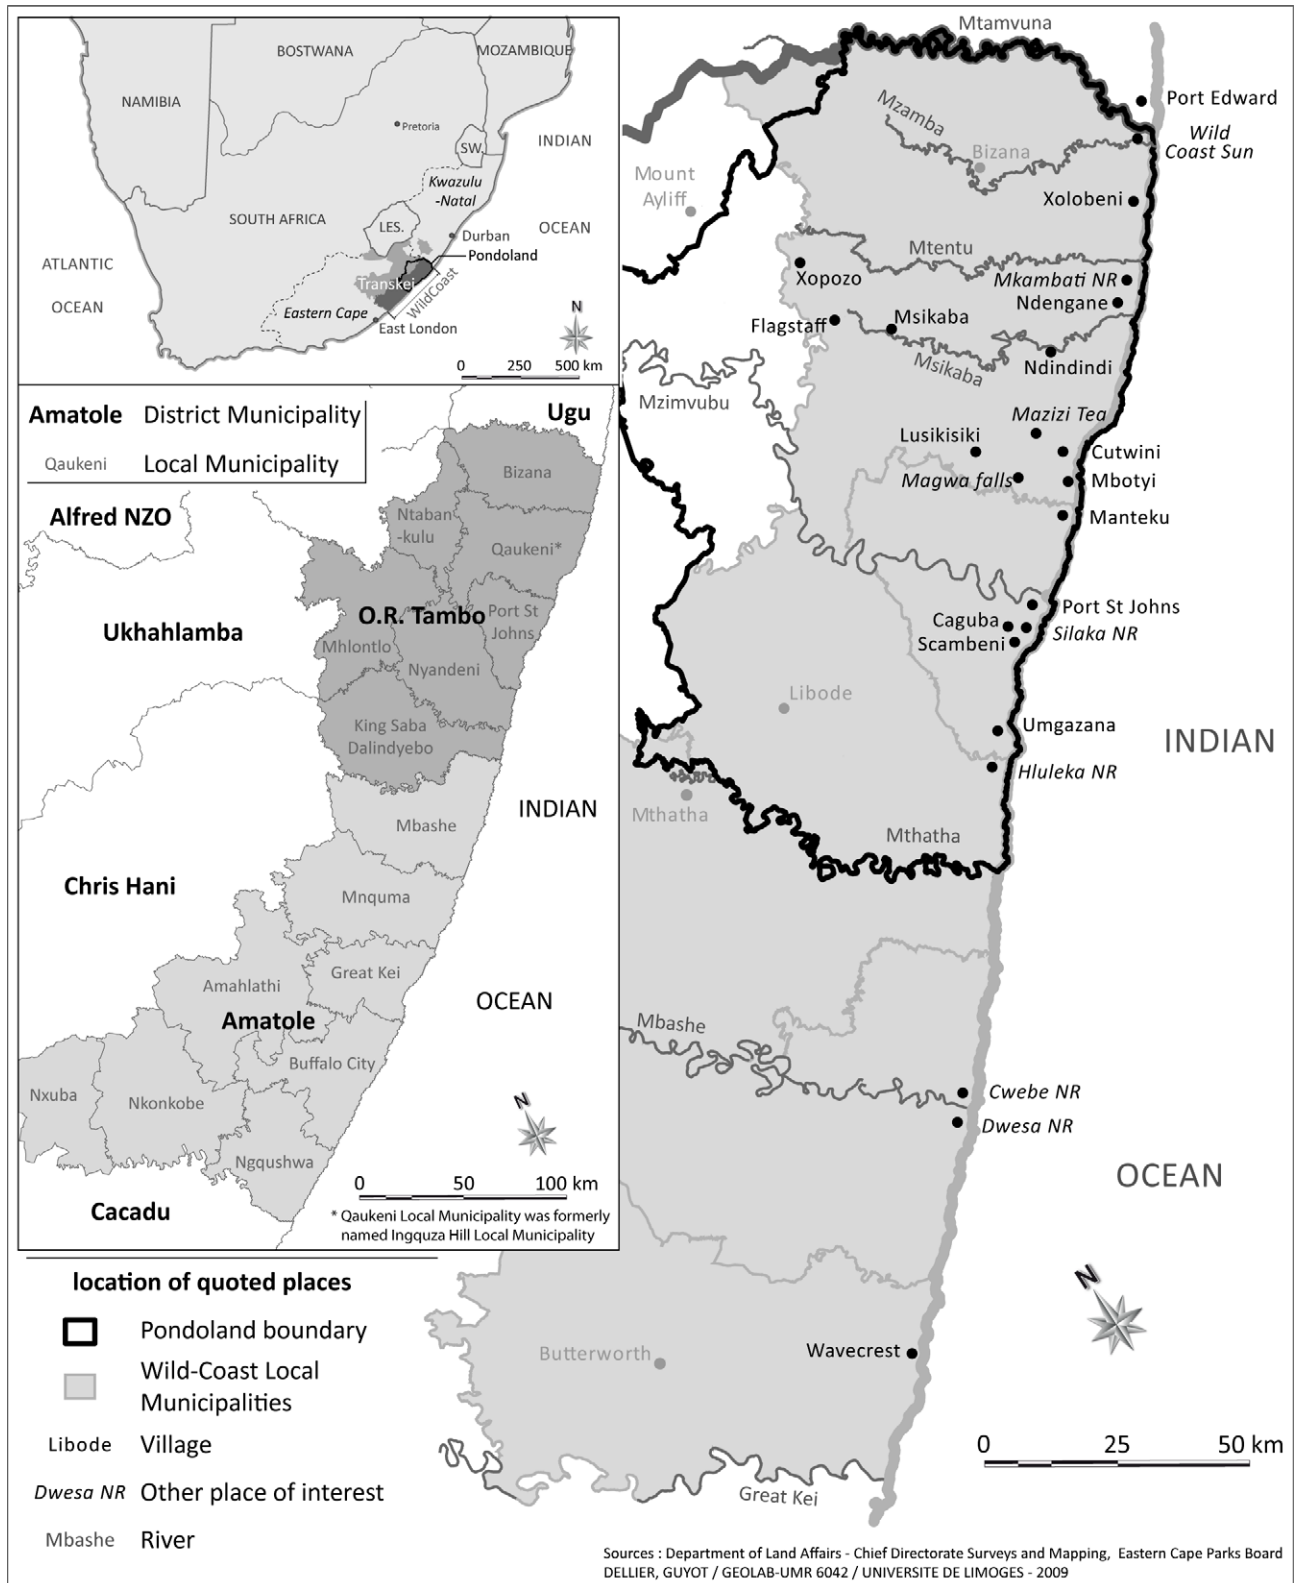 BOSTWANA
MOZAMBIQUE
NAMIBIA
Pretoria
INDIAN
SW.
Kwazulu
-Natal
SOUTH AFRICA
LES.
OCEAN
Durban
Pondoland
ATLANTIC
OCEAN
Transkei
WildCoast
Eastern Cape
East London
N
0 250 500 km
Amatole District Municipality
Qaukeni Local Municipality
Ugu
Bizana
Alfred NZO
Ntaban
-kulu
Qaukeni*
Ukhahlamba
O.R. Tambo
Port St
Johns
Mhlontlo
Nyandeni
King Saba
Dalindyebo
INDIAN
Mbashe
Chris Hani
Mnquma
Great Kei
Amahlathi
OCEAN
Amatole
Buffalo City
Nxuba
Nkonkobe
Ngqushwa
N
Cacadu
0 50 100 km
* Qaukeni Local Municipality was formerly
named Ingquza Hill Local Municipality
location of quoted places
Pondoland boundary
Wild-Coast Local
Municipalities
Libode Village
Dwesa NR Other place of interest
Mbashe River
Mtamvuna
Port Edward
Mzamba
Wild
Coast Sun
Bizana
Mount
Ayliff
Xolobeni
Mtentu
Xopozo
Mkambati NR
Ndengane
Flagstaff
Msikaba
Msikaba
Ndindindi
Mzimvubu
Mazizi Tea
Lusikisiki
Cutwini
Magwa falls
Mbotyi
Manteku
Port St Johns
Caguba
Silaka NR
Scambeni
Libode
Umgazana
INDIAN
Hluleka NR
Mthatha
Mthatha
Mbashe
Cwebe NR
Dwesa NR
OCEAN
N
Butterworth
Wavecrest
0 25 50 km
Great Kei
Sources : Department of Land Affairs - Chief Directorate Surveys and Mapping, Eastern Cape Parks Board
DELLIER, GUYOT / GEOLAB-UMR 6042 / UNIVERSITE DE LIMOGES - 2009